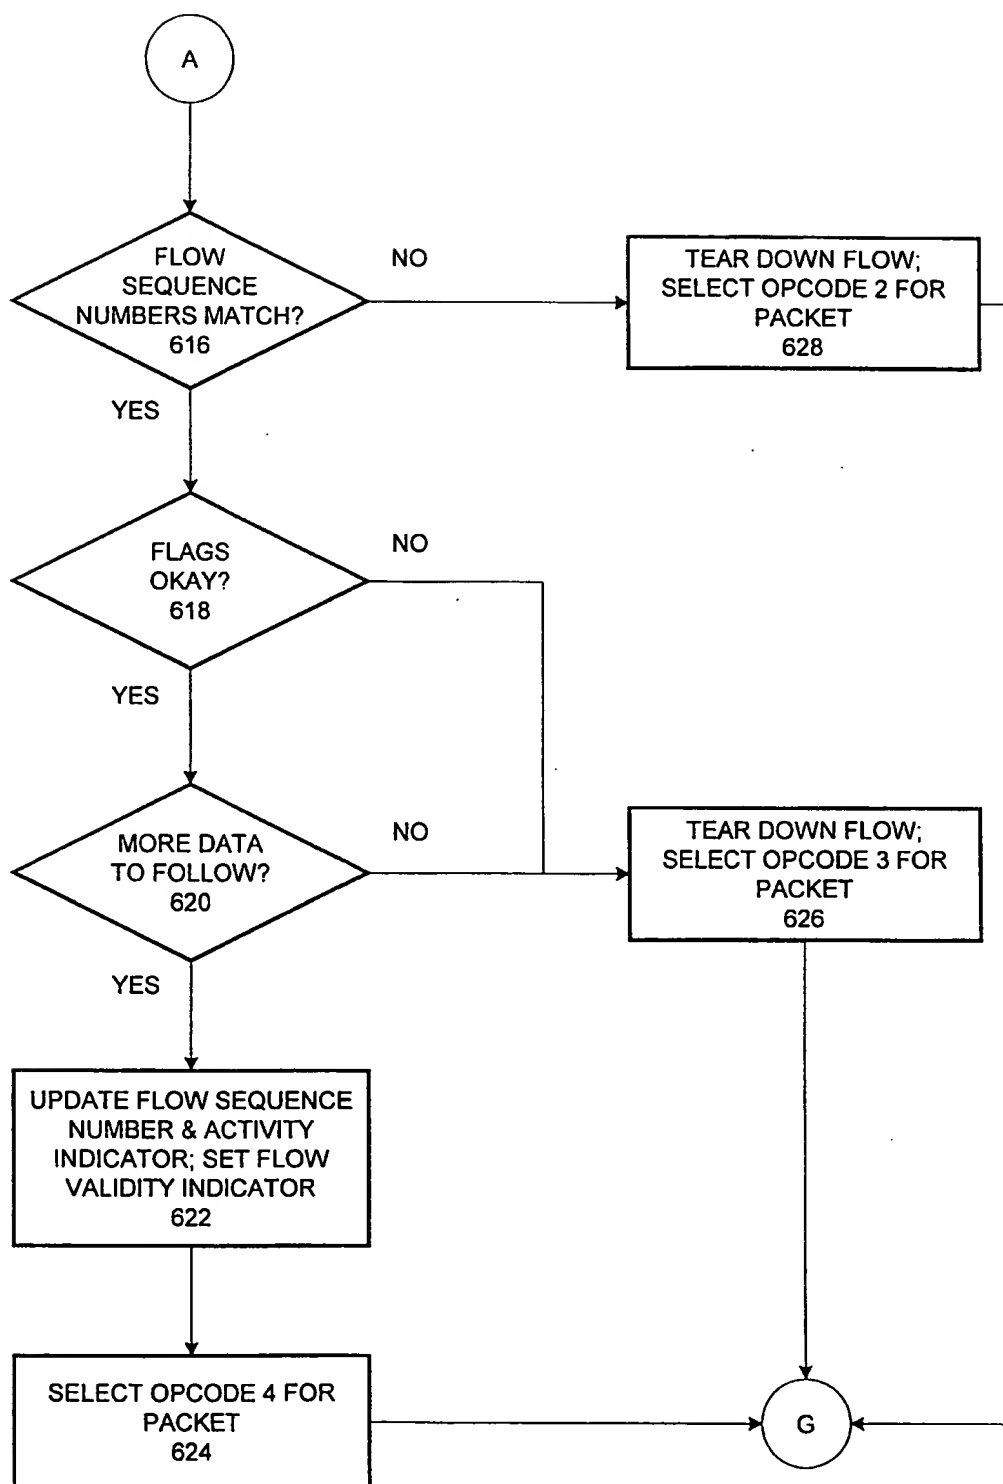 A
FLOW
SEQUENCE
NUMBERS MATCH?
616
NO
TEAR DOWN FLOW;
SELECT OPCODE 2 FOR
PACKET
628
YES
FLAGS
OKAY?
618
NO
YES
MORE DATA
TO FOLLOW?
620
NO
TEAR DOWN FLOW;
SELECT OPCODE 3 FOR
PACKET
626
YES
UPDATE FLOW SEQUENCE
NUMBER & ACTIVITY
INDICATOR; SET FLOW
VALIDITY INDICATOR
622
SELECT OPCODE 4 FOR
PACKET
624
G